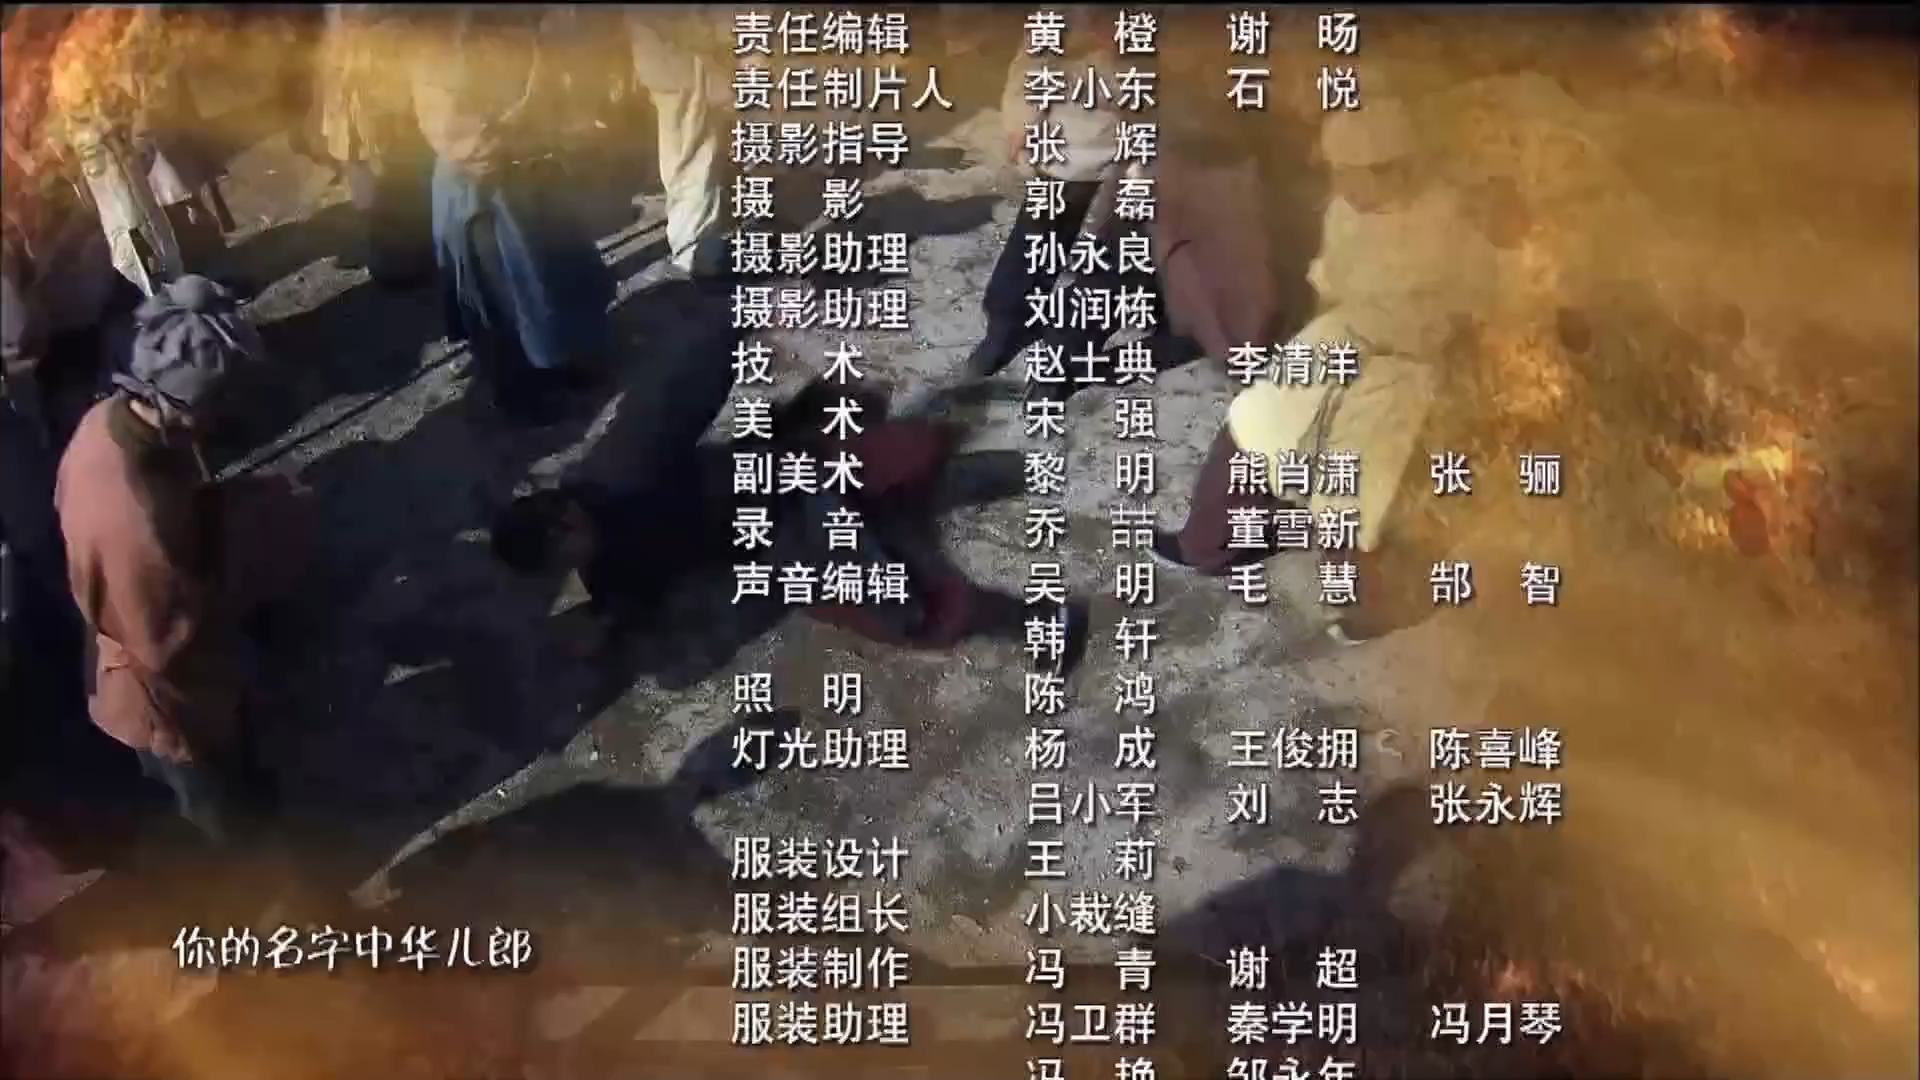 责任编辑 黄 橙 谢 旸
责任制片人 李小东 石 悦
摄影指导 张 辉
摄 影 郭 磊
摄影助理 孙永良
摄影助理 刘润栋
技 术 赵士典 李清洋
美 术 宋 强
副美术 黎 明 熊肖潇 张 骊
录 音 乔 喆 董雪新
声音编辑 吴 明 毛 慧 郜 智
韩 轩
照 明 陈 鸿
灯光助理 杨 成 王俊拥 陈喜峰
吕小军 刘 志 张永辉
服装设计 王 莉
服装组长 小裁缝
你的名字中华儿郎
服装制作 冯 青 谢 超
服装助理 冯卫群 秦学明 冯月琴
冯 艳 邹永年